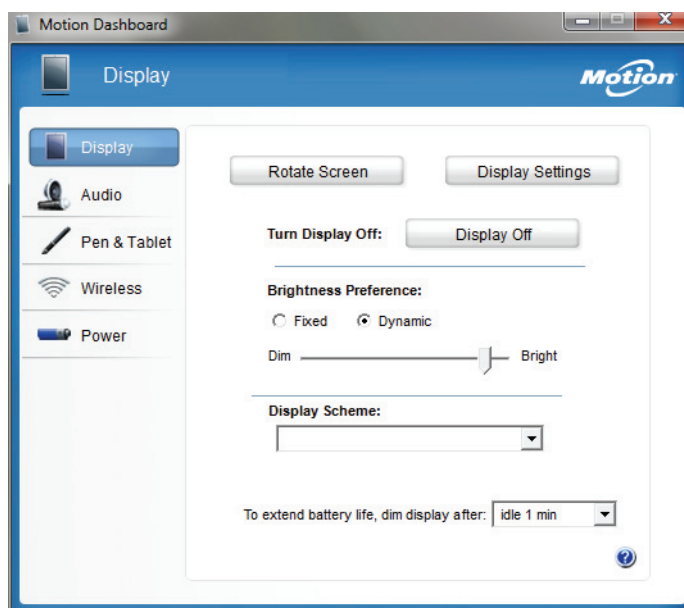 Motion Dashboard
Display
Motion
Display
Audio
Pen & Tablet
Wireless
Power
Rotate Screen
Display Settings
Turn Display Off:
Display Off
Brightness Preference:
Fixed
Dynamic
Dim
Bright
Display Scheme:
To extend battery life, dim display after:
idle 1 min
?